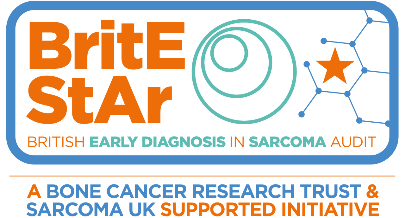 BritE
StAr
BRITISH EARLY DIAGNOSIS IN SARCOMA AUDIT
A BONE CANCER RESEARCH TRUST &
SARCOMA UK SUPPORTED INITIATIVE